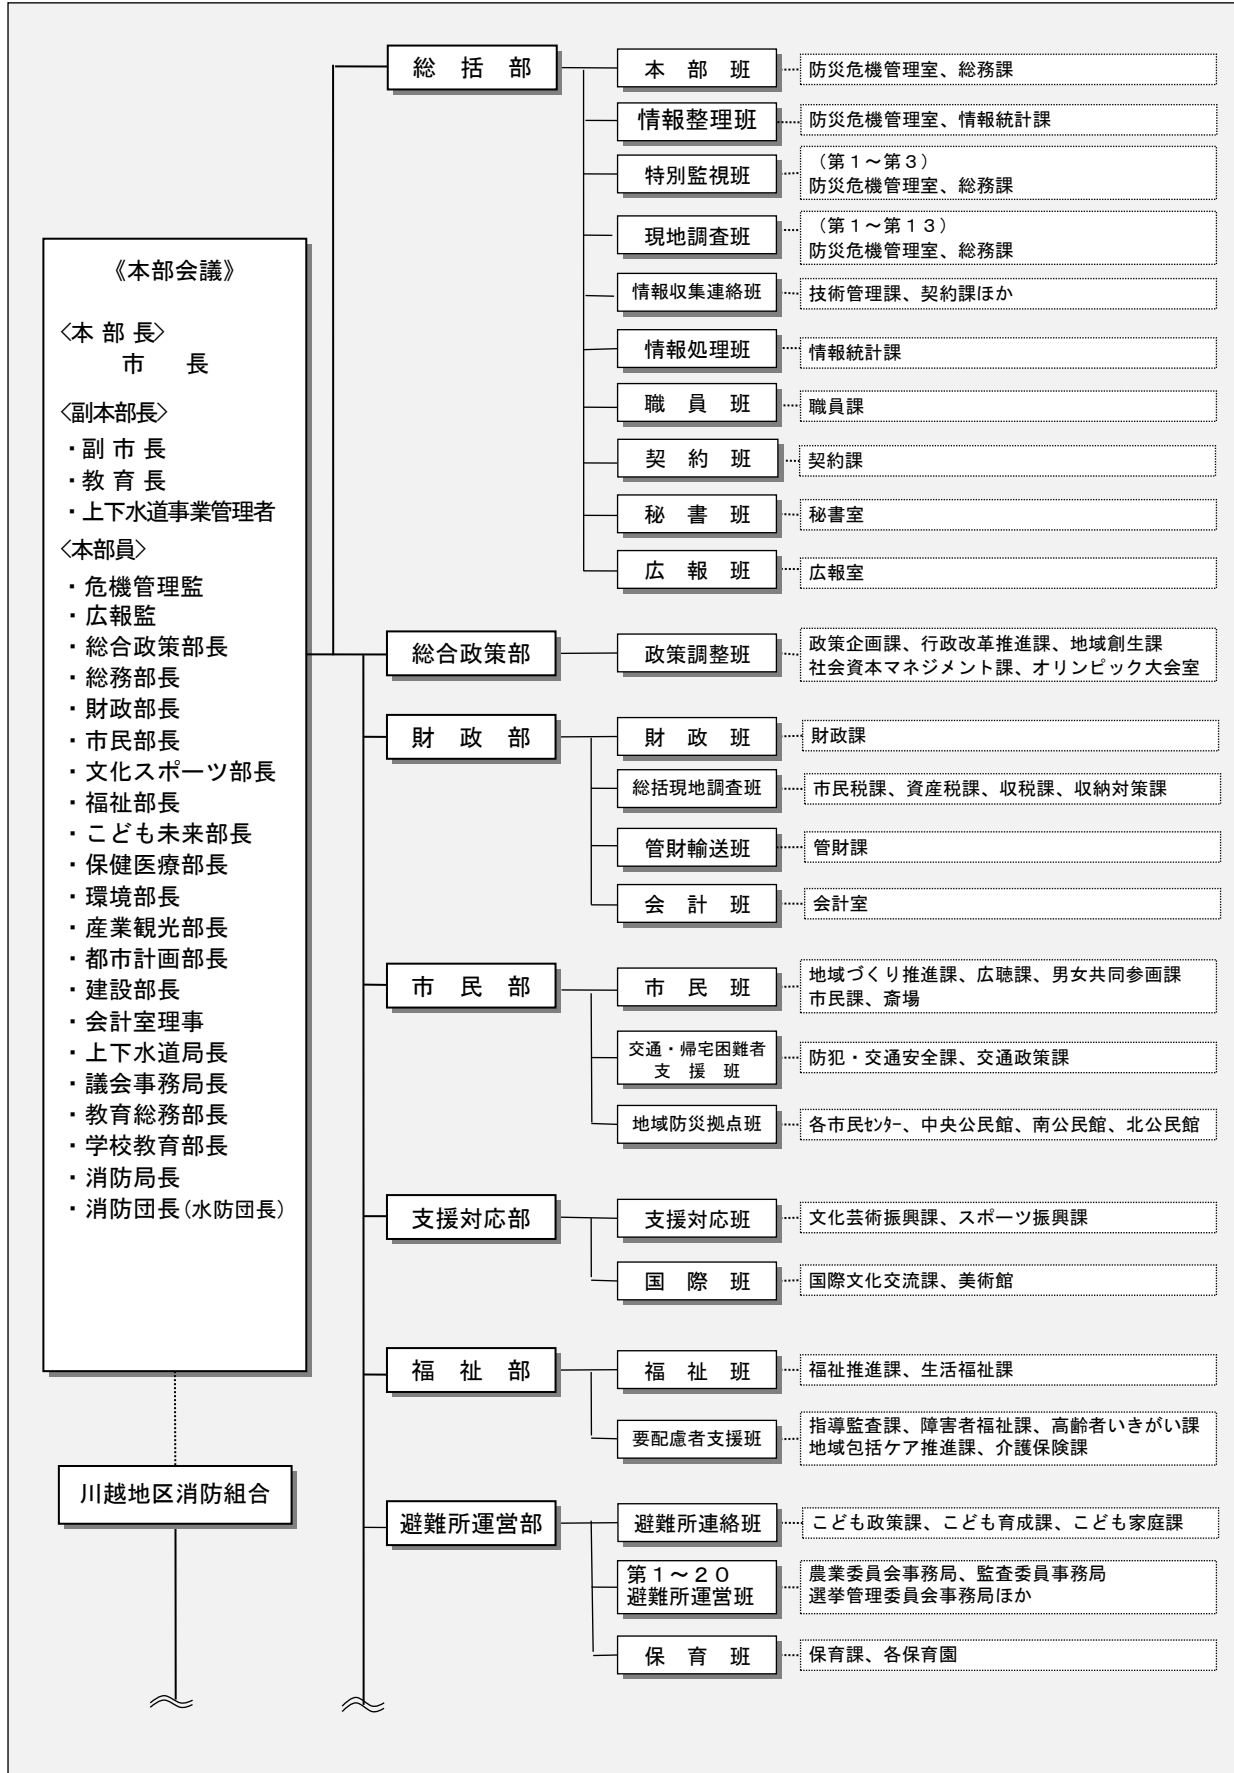 《本部会議》
〈本 部 長〉
市　長
〈副本部長〉
・副 市 長
・教 育 長
・上下水道事業管理者
〈本部員〉
・危機管理監
・広報監
・総合政策部長
・総務部長
・財政部長
・市民部長
・文化スポーツ部長
・福祉部長
・こども未来部長
・保健医療部長
・環境部長
・産業観光部長
・都市計画部長
・建設部長
・会計室理事
・上下水道局長
・議会事務局長
・教育総務部長
・学校教育部長
・消防局長
・消防団長(水防団長)
川越地区消防組合
総　括　部
本　部　班
防災危機管理室、総務課
情報整理班
防災危機管理室、情報統計課
特別監視班
（第１～第３）
防災危機管理室、総務課
現地調査班
（第１～第１３）
防災危機管理室、総務課
情報収集連絡班
技術管理課、契約課ほか
情報処理班
情報統計課
職　員　班
職員課
契　約　班
契約課
秘　書　班
秘書室
広　報　班
広報室
総合政策部
政策調整班
政策企画課、行政改革推進課、地域創生課
社会資本マネジメント課、オリンピック大会室
財　政　部
財　政　班
財政課
総括現地調査班
市民税課、資産税課、収税課、収納対策課
管財輸送班
管財課
会　計　班
会計室
市　民　部
市　民　班
地域づくり推進課、広聴課、男女共同参画課
市民課、斎場
交通・帰宅困難者
支　援　班
防犯・交通安全課、交通政策課
地域防災拠点班
各市民ｾﾝﾀｰ、中央公民館、南公民館、北公民館
支援対応部
支援対応班
文化芸術振興課、スポーツ振興課
国　際　班
国際文化交流課、美術館
福　祉　部
福　祉　班
福祉推進課、生活福祉課
要配慮者支援班
指導監査課、障害者福祉課、高齢者いきがい課
地域包括ケア推進課、介護保険課
避難所運営部
避難所連絡班
こども政策課、こども育成課、こども家庭課
第１～２０
避難所運営班
農業委員会事務局、監査委員事務局
選挙管理委員会事務局ほか
保　育　班
保育課、各保育園